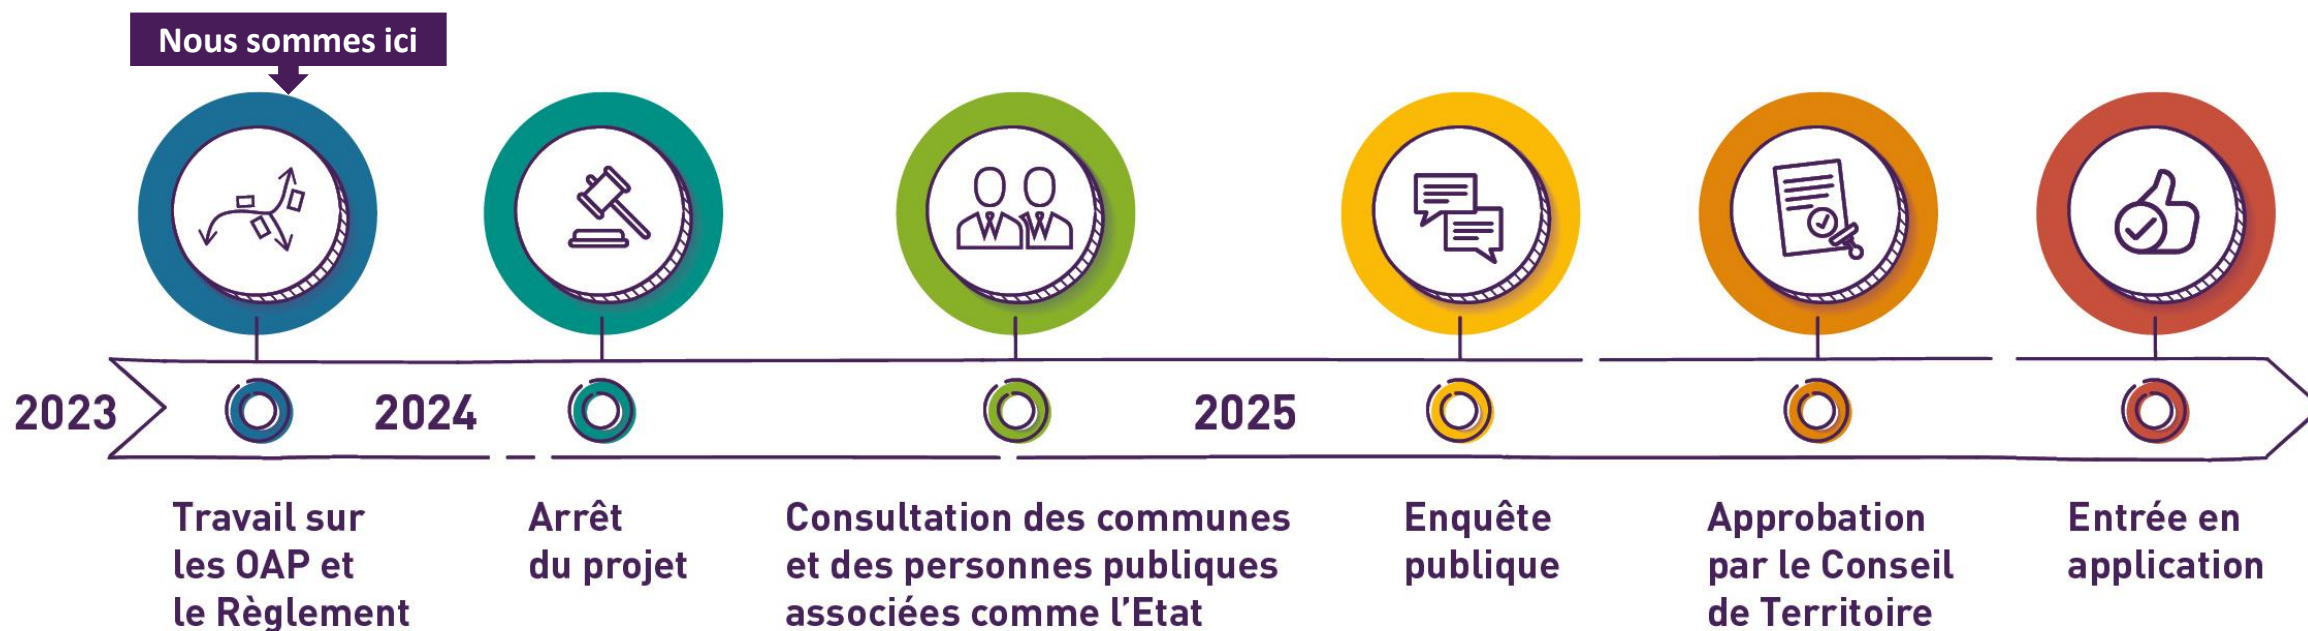 Nous sommes ici
2023
2024
2025
Travail sur
les OAP et
le Règlement
Arrêt
du projet
Consultation des communes
et des personnes publiques
associées comme l'Etat
Enquête
publique
Approbation
par le Conseil
de Territoire
Entrée en
application